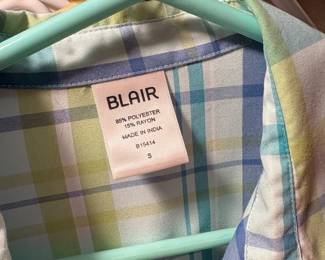 BLAIR
85% POLYESTER
15% RAYON
MADE IN INDIA
B15414
S